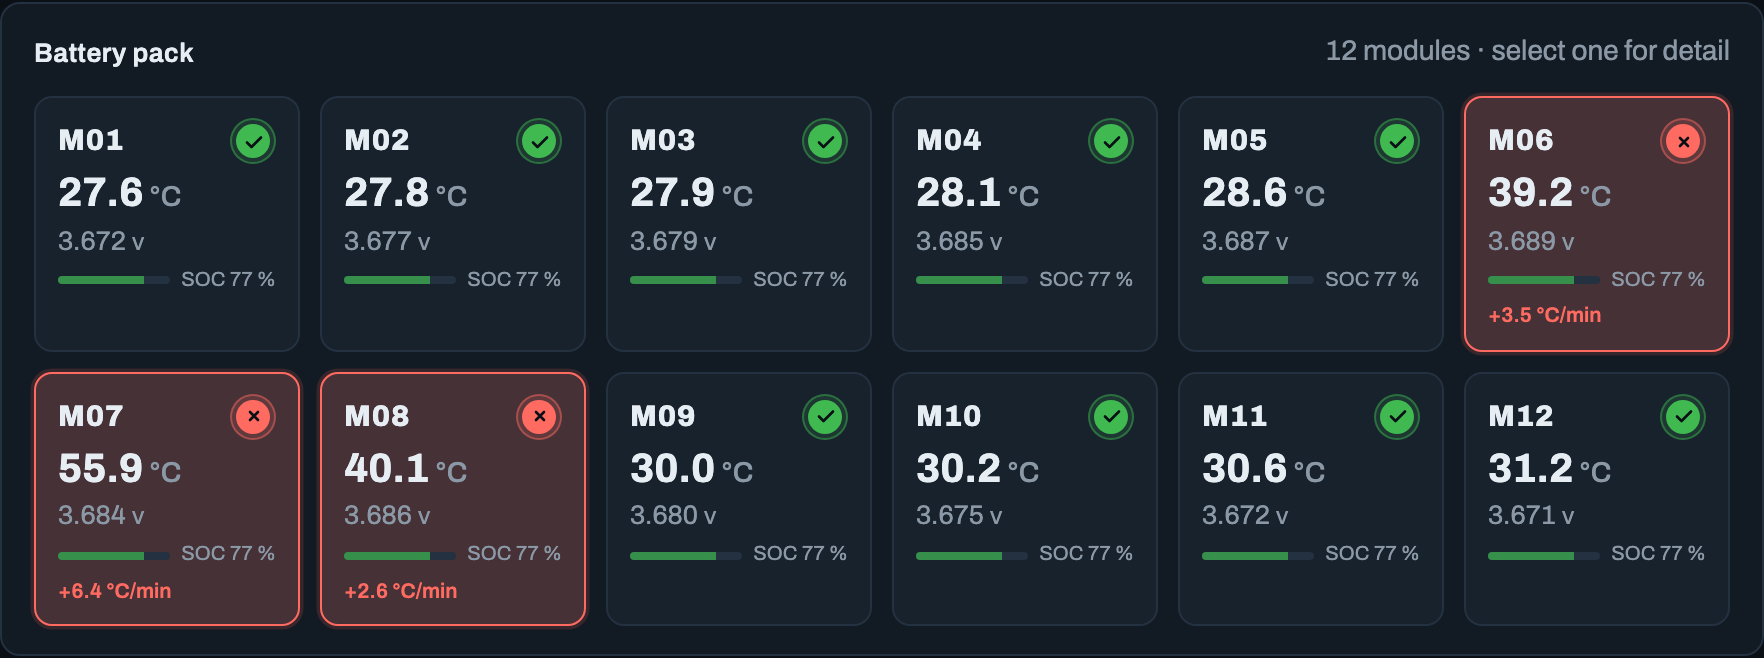 Battery pack
12 modules · select one for detail
M01
27.6 °C
3.672 v
SOC 77 %
M02
27.8 °C
3.677 v
SOC 77 %
M03
27.9 °C
3.679 v
SOC 77 %
M04
28.1 °C
3.685 v
SOC 77 %
M05
28.6 °C
3.687 v
SOC 77 %
M06
39.2 °C
3.689 v
SOC 77 %
+3.5 °C/min
M07
55.9 °C
3.684 v
SOC 77 %
+6.4 °C/min
M08
40.1 °C
3.686 v
SOC 77 %
+2.6 °C/min
M09
30.0 °C
3.680 v
SOC 77 %
M10
30.2 °C
3.675 v
SOC 77 %
M11
30.6 °C
3.672 v
SOC 77 %
M12
31.2 °C
3.671 v
SOC 77 %